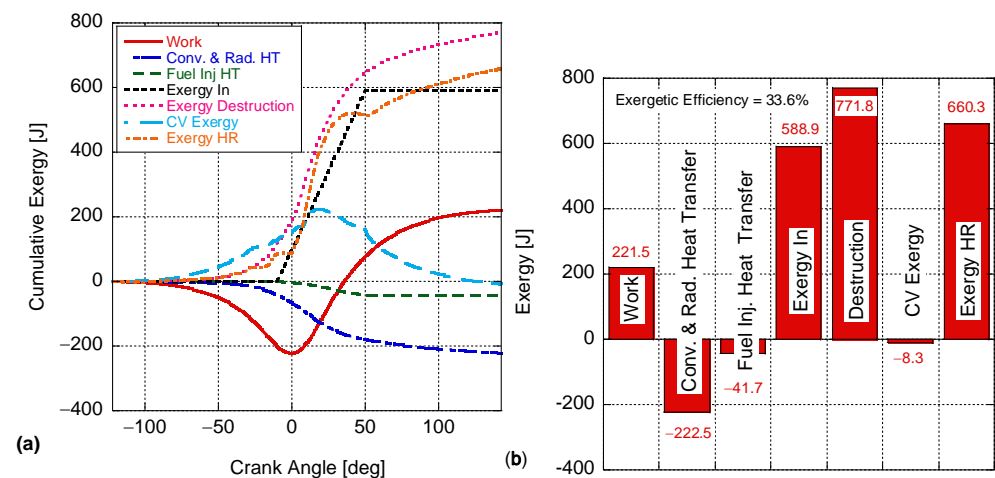 800
600
400
200
0
−200
−400
Cumulative Exergy [J]
Work
Conv. & Rad. HT
Fuel Inj HT
Exergy In
Exergy Destruction
CV Exergy
Exergy HR
−100
−50
0
50
100
Crank Angle [deg]
(a)
800
600
400
200
0
-200
-400
Exergy [J]
Exergetic Efficiency = 33.6%
221.5
Work
Conv. & Rad. Heat Transfer
−222.5
Fuel Inj. Heat Transfer
−41.7
588.9
Exergy In
771.8
Destruction
CV Exergy
−8.3
660.3
Exergy HR
(b)